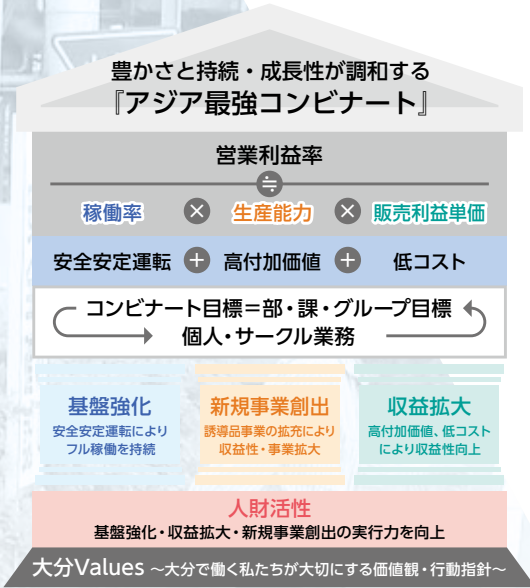 豊かさと持続・成長性が調和する
『アジア最強コンビナート』
営業利益率
≒
稼働率 × 生産能力 × 販売利益単価
安全安定運転 + 高付加価値 + 低コスト
コンビナート目標＝部・課・グループ目標
個人・サークル業務
基盤強化
安全安定運転により
フル稼働を持続
新規事業創出
誘導品事業の拡充により
収益性・事業拡大
収益拡大
高付加価値、低コスト
により収益性向上
人財活性
基盤強化・収益拡大・新規事業創出の実行力を向上
大分Values ～大分で働く私たちが大切にする価値観・行動指針～